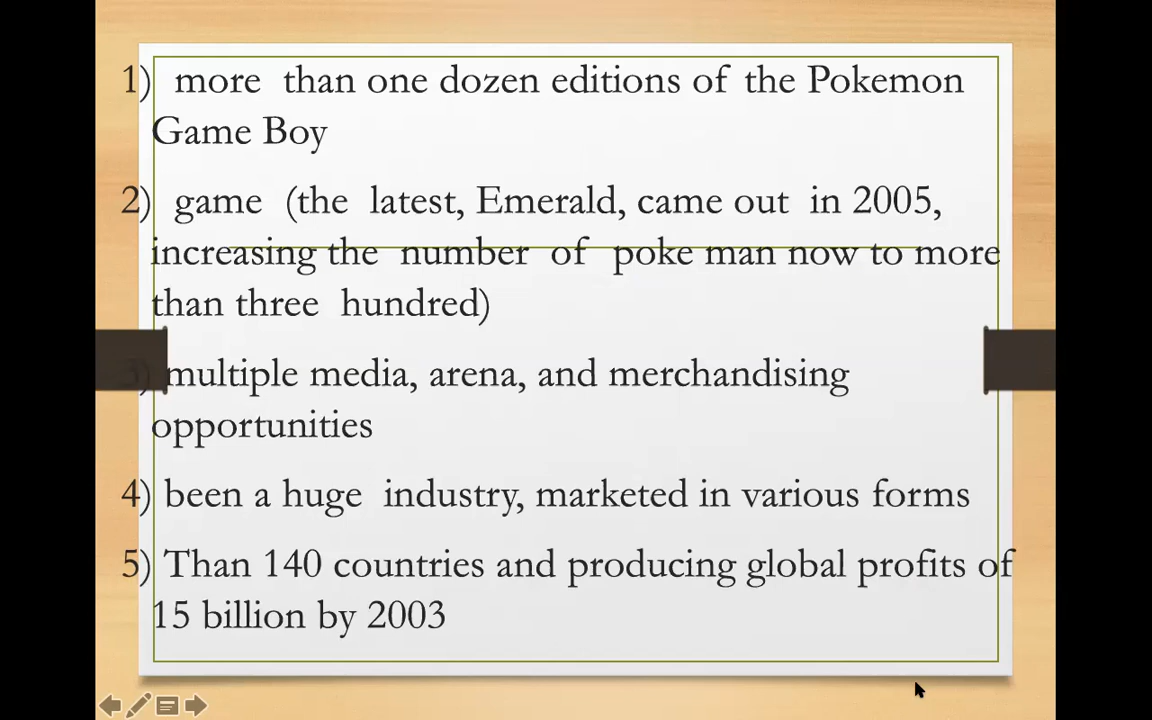 1) more than one dozen editions of the Pokemon
Game Boy
2) game (the latest, Emerald, came out in 2005,
increasing the number of poke man now to more
than three hundred)
3) multiple media, arena, and merchandising
opportunities
4) been a huge industry, marketed in various forms
5) Than 140 countries and producing global profits of
15 billion by 2003